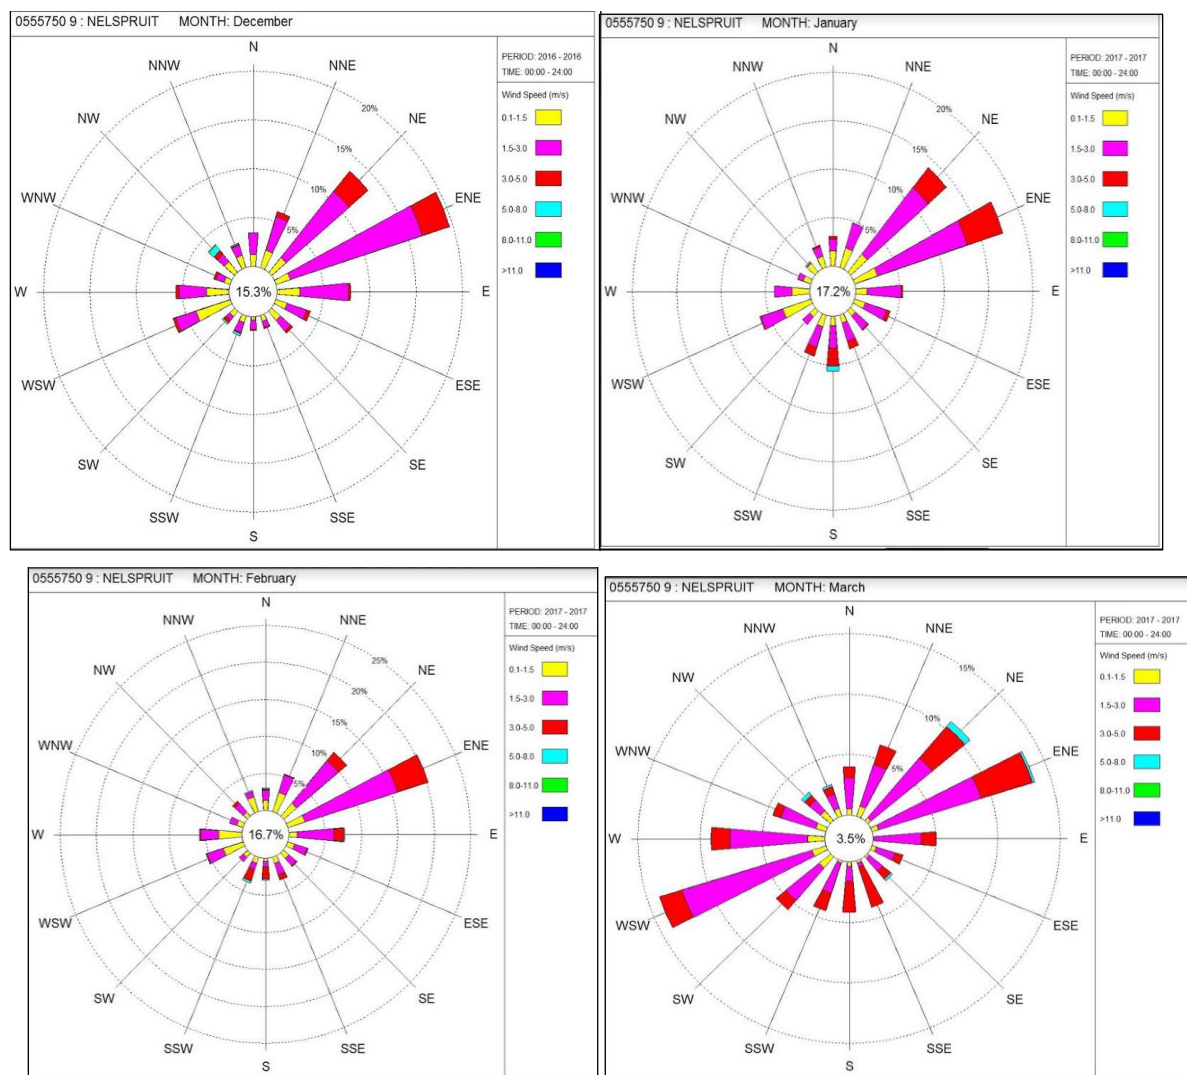 0555750 9 : NELSPRUIT MONTH: December
PERIOD: 2016 - 2016
TIME: 00:00 - 24:00
Wind Speed (m/s)
0.1-1.5
1.5-3.0
3.0-5.0
5.0-8.0
8.0-11.0
>11.0
N
NNW NNE
20%
NW NE
15%
10%
WNW ENE
5%
W 15.3% E
WSW ESE
SW SE
SSW SSE
S
0555750 9 : NELSPRUIT MONTH: January
PERIOD: 2017 - 2017
TIME: 00:00 - 24:00
Wind Speed (m/s)
0.1-1.5
1.5-3.0
3.0-5.0
5.0-8.0
8.0-11.0
>11.0
N
NNW NNE
20%
NW NE
15%
10%
WNW ENE
5%
W 17.2% E
WSW ESE
SW SE
SSW SSE
S
0555750 9 : NELSPRUIT MONTH: February
PERIOD: 2017 - 2017
TIME: 00:00 - 24:00
Wind Speed (m/s)
0.1-1.5
1.5-3.0
3.0-5.0
5.0-8.0
8.0-11.0
>11.0
N
NNW NNE
25%
NW NE
20%
15%
WNW ENE
10%
5%
W 16.7% E
WSW ESE
SW SE
SSW SSE
S
0555750 9 : NELSPRUIT MONTH: March
PERIOD: 2017 - 2017
TIME: 00:00 - 24:00
Wind Speed (m/s)
0.1-1.5
1.5-3.0
3.0-5.0
5.0-8.0
8.0-11.0
>11.0
N
NNW NNE
15%
NW NE
10%
WNW ENE
5%
W 3.5% E
WSW ESE
SW SE
SSW SSE
S